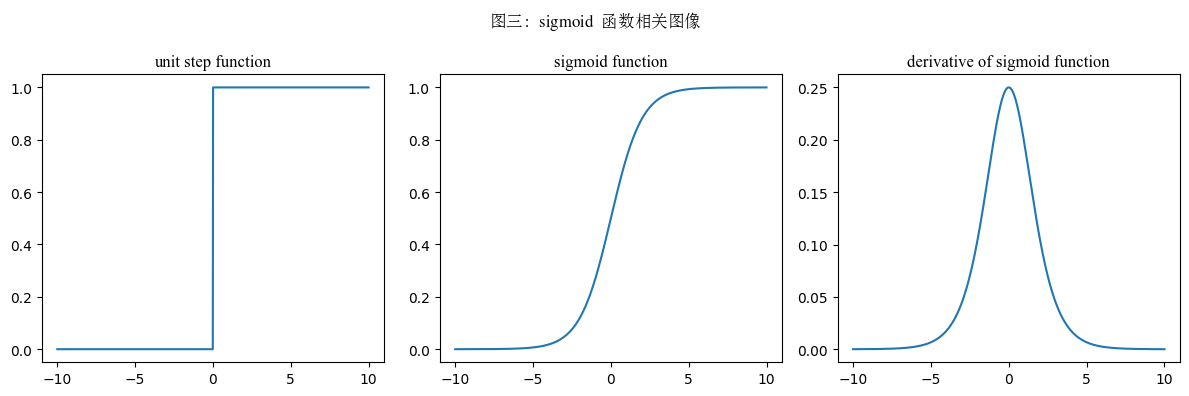 图三：sigmoid 函数相关图像
unit step function
1.0
0.8
0.6
0.4
0.2
0.0
−10 −5 0 5 10
sigmoid function
1.0
0.8
0.6
0.4
0.2
0.0
−10 −5 0 5 10
derivative of sigmoid function
0.25
0.20
0.15
0.10
0.05
0.00
−10 −5 0 5 10